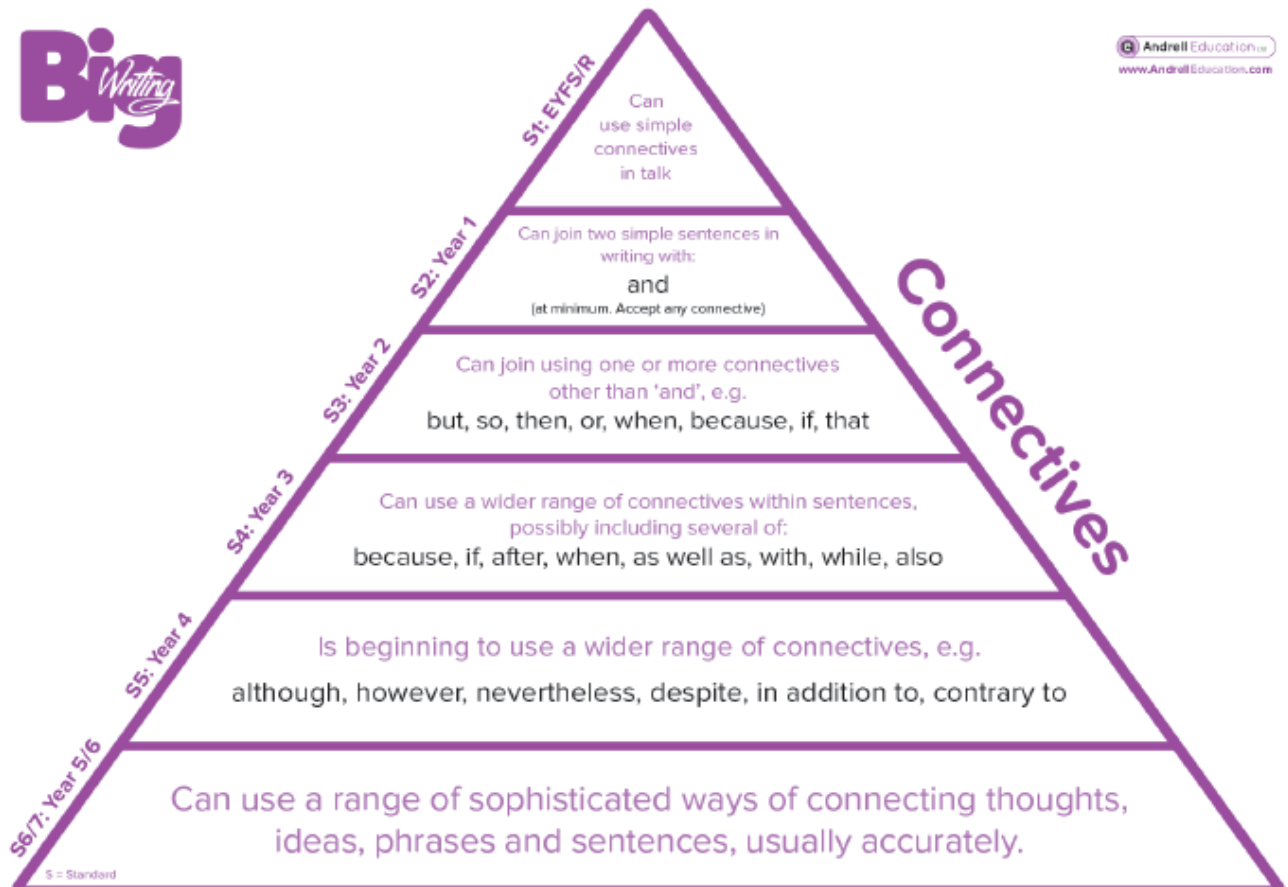 Big
Writing
Andrell Education Ltd
www.AndrellEducation.com
S1: EYFS/R
Can
use simple
connectives
in talk
S2: Year 1
Can join two simple sentences in
writing with:
and
(at minimum. Accept any connective)
Connectives
S3: Year 2
Can join using one or more connectives
other than 'and', e.g.
but, so, then, or, when, because, if, that
S4: Year 3
Can use a wider range of connectives within sentences,
possibly including several of:
because, if, after, when, as well as, with, while, also
S5: Year 4
Is beginning to use a wider range of connectives, e.g.
although, however, nevertheless, despite, in addition to, contrary to
S6/7: Year 5/6
Can use a range of sophisticated ways of connecting thoughts,
ideas, phrases and sentences, usually accurately.
S = Standard